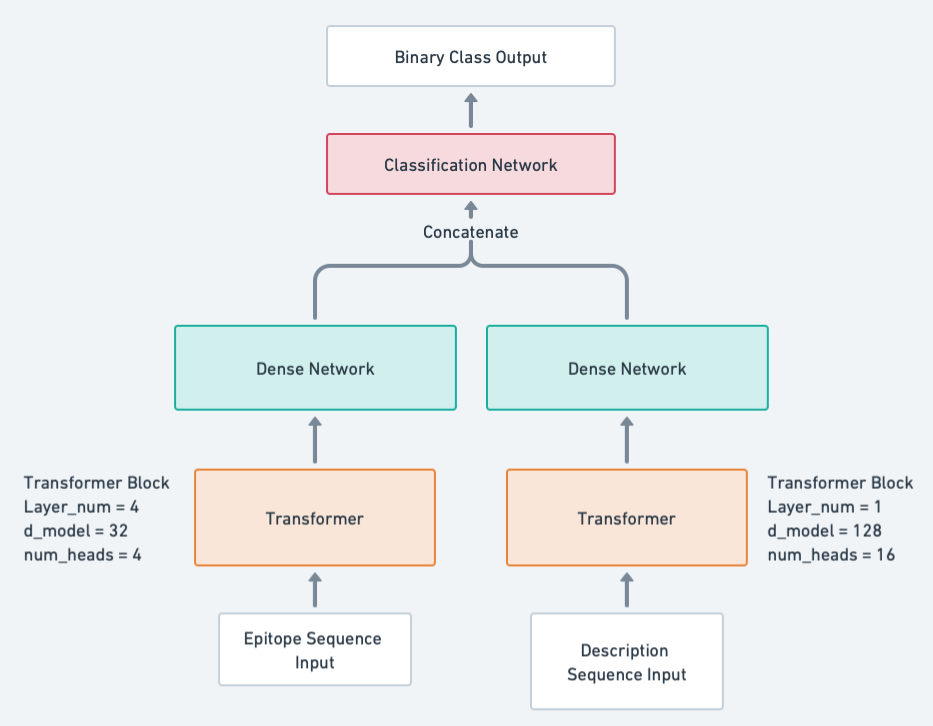 Binary Class Output
Classification Network
Concatenate
Dense Network
Dense Network
Transformer Block
Layer_num = 4
d_model = 32
num_heads = 4
Transformer
Transformer
Transformer Block
Layer_num = 1
d_model = 128
num_heads = 16
Epitope Sequence
Input
Description
Sequence Input